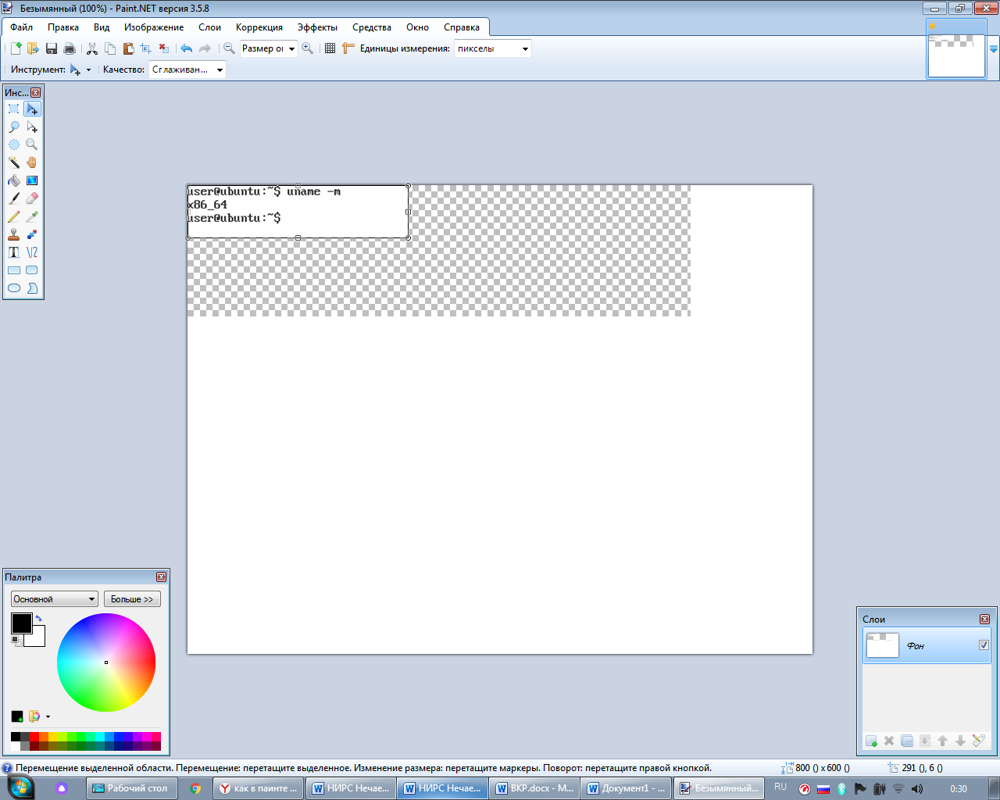 Безымянный (100%) - Paint.NET версия 3.5.8
Файл Правка Вид Изображение Слои Коррекция Эффекты Средства Окно Справка
Размер о Единицы измерения: пикселы
Инструмент: Качество: Сглаживан...
Инс...
user@ubuntu:~$ uname -m
x86_64
user@ubuntu:~$
Палитра
Основной Больше >>
Слои
Фон
Перемещение выделенной области. Перемещение: перетащите выделенное. Изменение размера: перетащите маркеры. Поворот: перетащите правой кнопкой.
800 () x 600 () 291 (), 6 ()
Рабочий стол как в паинте ... НИРС Нечае... НИРС Нечае... ВКР.docx - M... Документ1 - ... Безымянный... RU 0:30